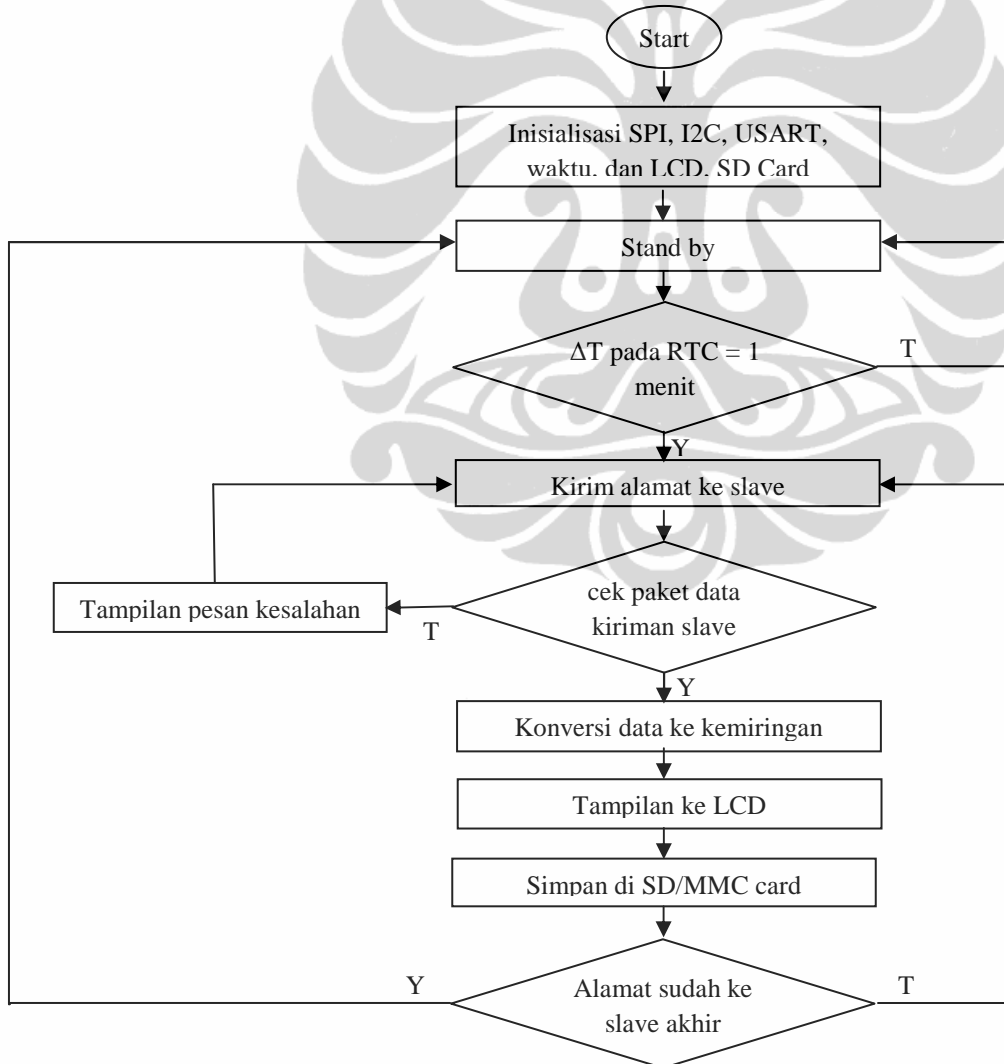 Start
Inisialisasi SPI, I2C, USART,
waktu, dan LCD, SD Card
Stand by
ΔT pada RTC = 1
menit
T
Y
Kirim alamat ke slave
cek paket data
kiriman slave
Tampilan pesan kesalahan
T
Y
Konversi data ke kemiringan
Tampilan ke LCD
Simpan di SD/MMC card
Y
Alamat sudah ke
slave akhir
T